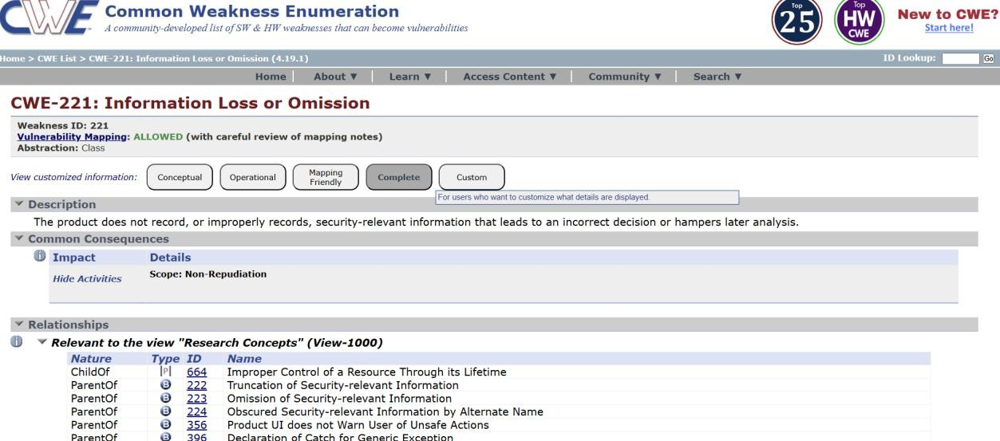 CWE Common Weakness Enumeration
A community-developed list of SW & HW weaknesses that can become vulnerabilities
Top 25
Top HW CWE
New to CWE?
Start here!
Home > CWE List > CWE-221: Information Loss or Omission (4.19.1)
ID Lookup: Go
Home About ▼ Learn ▼ Access Content ▼ Community ▼ Search ▼
CWE-221: Information Loss or Omission
Weakness ID: 221
Vulnerability Mapping: ALLOWED (with careful review of mapping notes)
Abstraction: Class
View customized information: Conceptual Operational Mapping Friendly Complete Custom
For users who want to customize what details are displayed.
Description
The product does not record, or improperly records, security-relevant information that leads to an incorrect decision or hampers later analysis.
Common Consequences
Impact Details
Hide Activities Scope: Non-Repudiation
Relationships
Relevant to the view "Research Concepts" (View-1000)
Nature Type ID Name
ChildOf P 664 Improper Control of a Resource Through its Lifetime
ParentOf B 222 Truncation of Security-relevant Information
ParentOf B 223 Omission of Security-relevant Information
ParentOf B 224 Obscured Security-relevant Information by Alternate Name
ParentOf B 356 Product UI does not Warn User of Unsafe Actions
ParentOf B 396 Declaration of Catch for Generic Exception